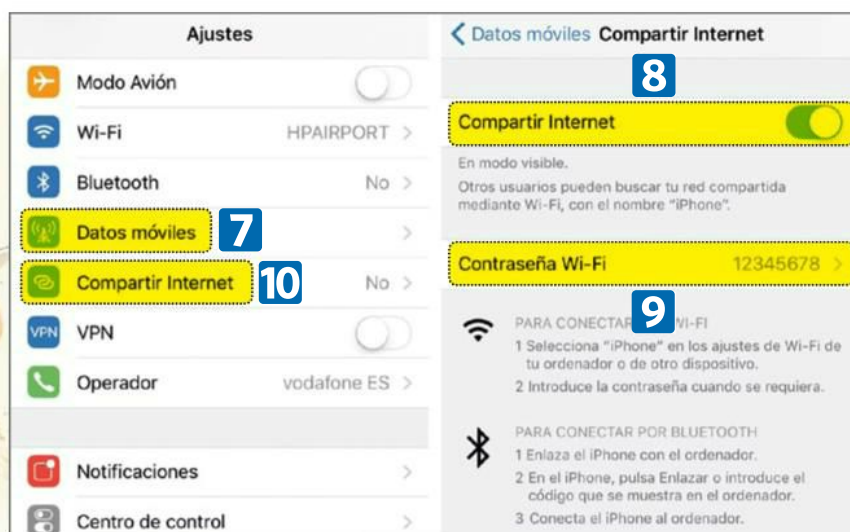 Ajustes
Modo Avión
Wi-Fi HPAIRPORT
Bluetooth No
Datos móviles 7
Compartir Internet 10 No
VPN VPN
Operador vodafone ES
Notificaciones
Centro de control
Datos móviles Compartir Internet
8
Compartir Internet
En modo visible.
Otros usuarios pueden buscar tu red compartida
mediante Wi-Fi, con el nombre “iPhone”.
Contraseña Wi-Fi 12345678
9
PARA CONECTAR WI-FI
1 Selecciona “iPhone” en los ajustes de Wi-Fi de
tu ordenador o de otro dispositivo.
2 Introduce la contraseña cuando se requiera.
PARA CONECTAR POR BLUETOOTH
1 Enlaza el iPhone con el ordenador.
2 En el iPhone, pulsa Enlazar o introduce el
código que se muestra en el ordenador.
3 Conecta el iPhone al ordenador.